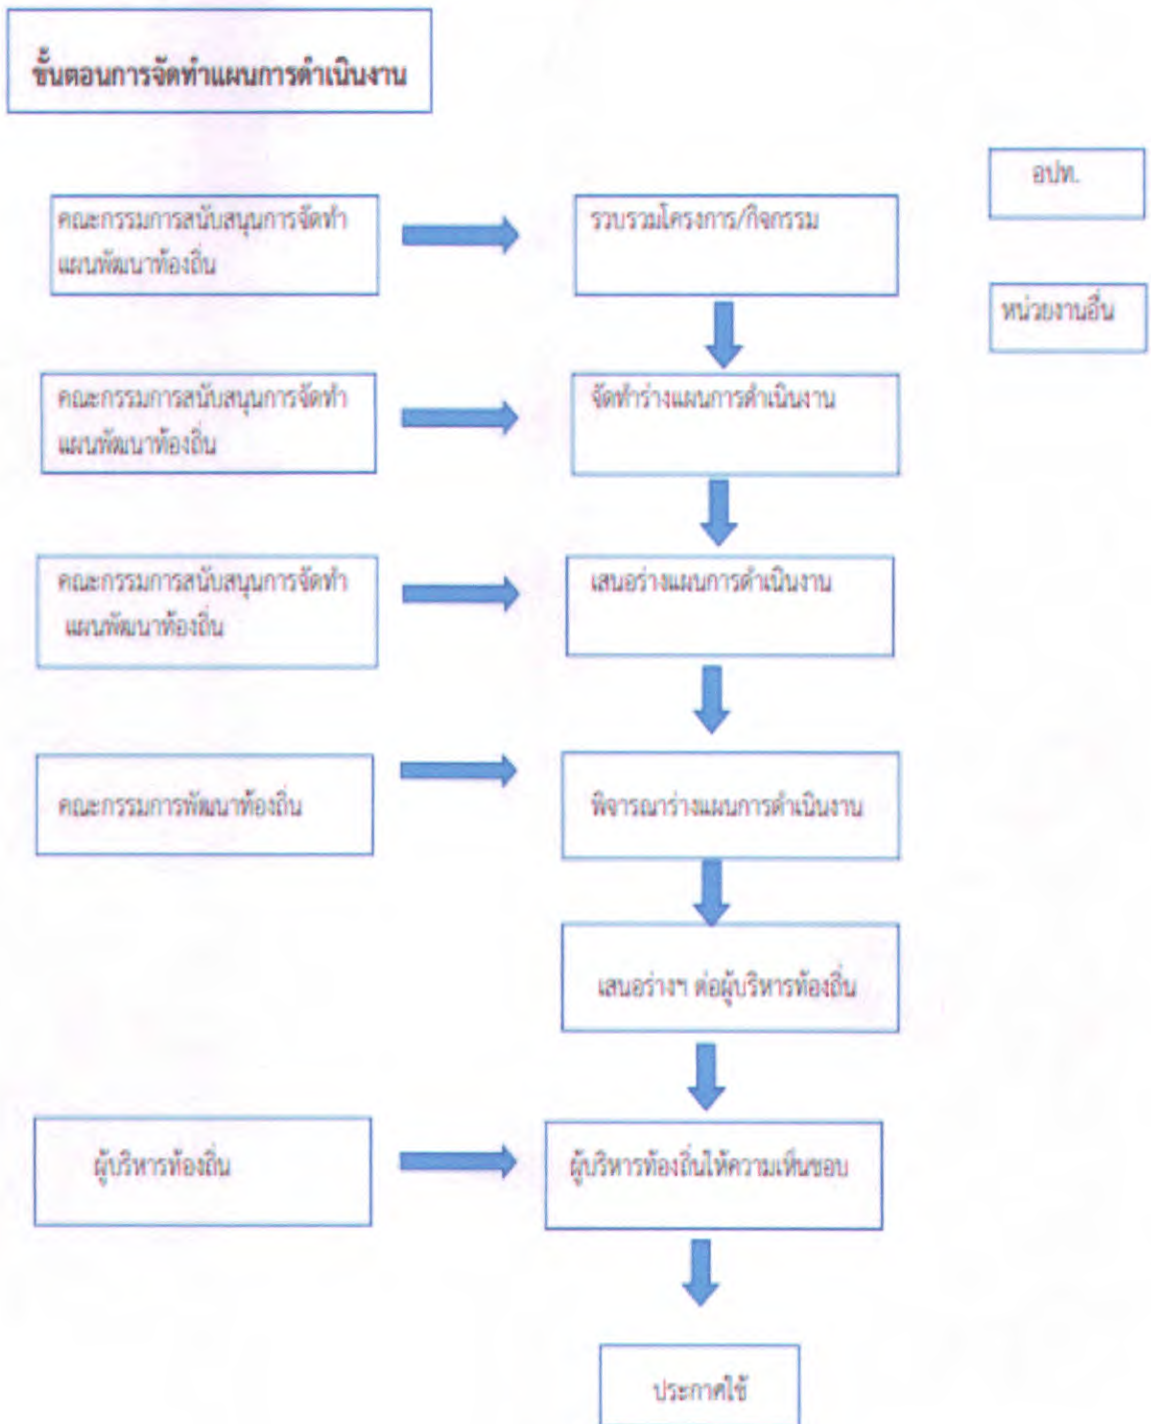 ขั้นตอนการจัดทำแผนการดำเนินงาน
คณะกรรมการสนับสนุนการจัดทำ
แผนพัฒนาท้องถิ่น
รวบรวมโครงการ/กิจกรรม
อปท.
หน่วยงานอื่น
คณะกรรมการสนับสนุนการจัดทำ
แผนพัฒนาท้องถิ่น
จัดทำร่างแผนการดำเนินงาน
คณะกรรมการสนับสนุนการจัดทำ
แผนพัฒนาท้องถิ่น
เสนอร่างแผนการดำเนินงาน
คณะกรรมการพัฒนาท้องถิ่น
พิจารณาร่างแผนการดำเนินงาน
เสนอร่างฯ ต่อผู้บริหารท้องถิ่น
ผู้บริหารท้องถิ่น
ผู้บริหารท้องถิ่นให้ความเห็นชอบ
ประกาศใช้